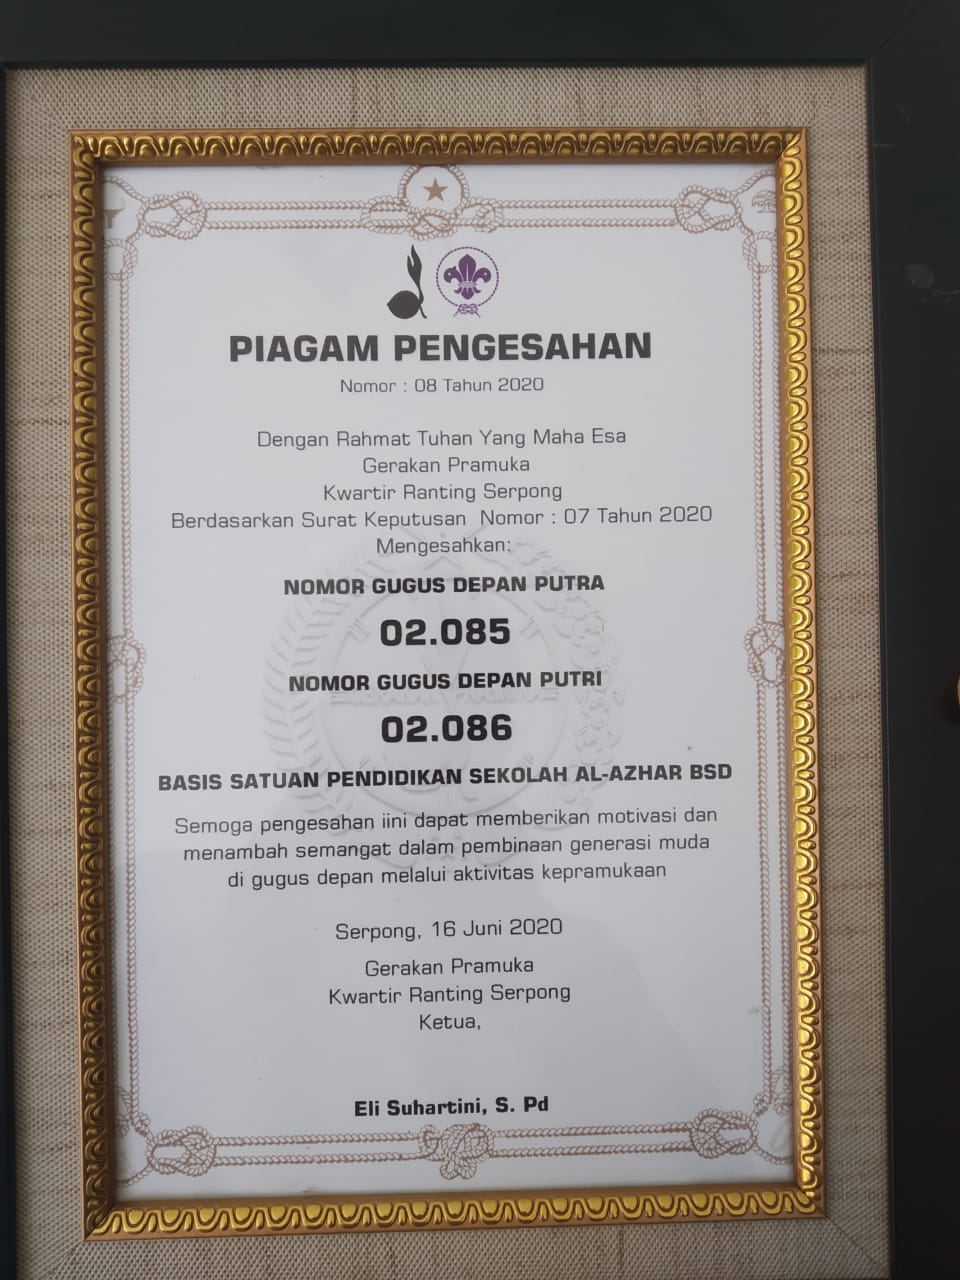 PIAGAM PENGESAHAN
Nomor : 08 Tahun 2020
Dengan Rahmat Tuhan Yang Maha Esa
Gerakan Pramuka
Kwartir Ranting Serpong
Berdasarkan Surat Keputusan Nomor : 07 Tahun 2020
Mengesahkan:
NOMOR GUGUS DEPAN PUTRA
02.085
NOMOR GUGUS DEPAN PUTRI
02.086
BASIS SATUAN PENDIDIKAN SEKOLAH AL-AZHAR BSD
Semoga pengesahan iini dapat memberikan motivasi dan
menambah semangat dalam pembinaan generasi muda
di gugus depan melalui aktivitas kepramukaan
Serpong, 16 Juni 2020
Gerakan Pramuka
Kwartir Ranting Serpong
Ketua,
Eli Suhartini, S. Pd